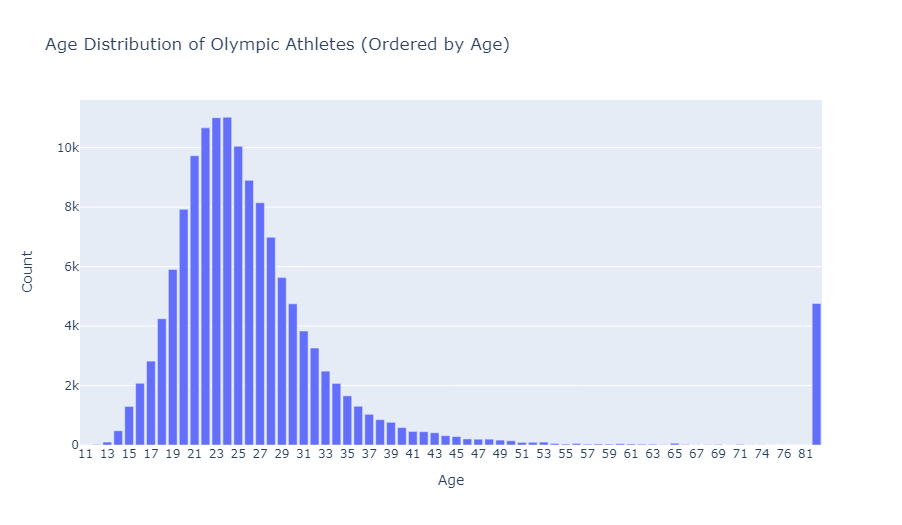 Age Distribution of Olympic Athletes (Ordered by Age)
10k
8k
6k
4k
2k
0
Count
11 13 15 17 19 21 23 25 27 29 31 33 35 37 39 41 43 45 47 49 51 53 55 57 59 61 63 65 67 69 71 74 76 81
Age